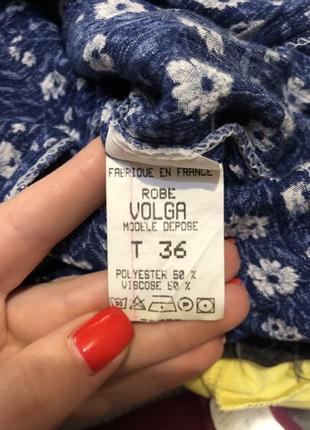 FABRIQUE EN FRANCE
ROBE
VOLGA
MODELE DEPOSE
T 36
POLYESTER 50 %
VISCOSE 50 %